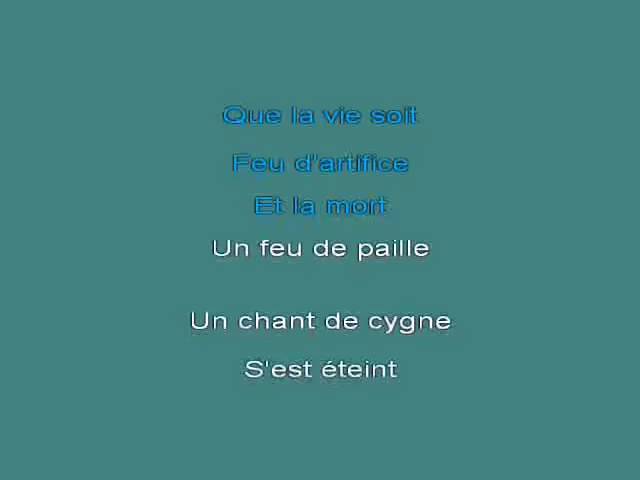 Que la vie soit
Feu d'artifice
Et la mort
Un feu de paille
Un chant de cygne
S'est éteint